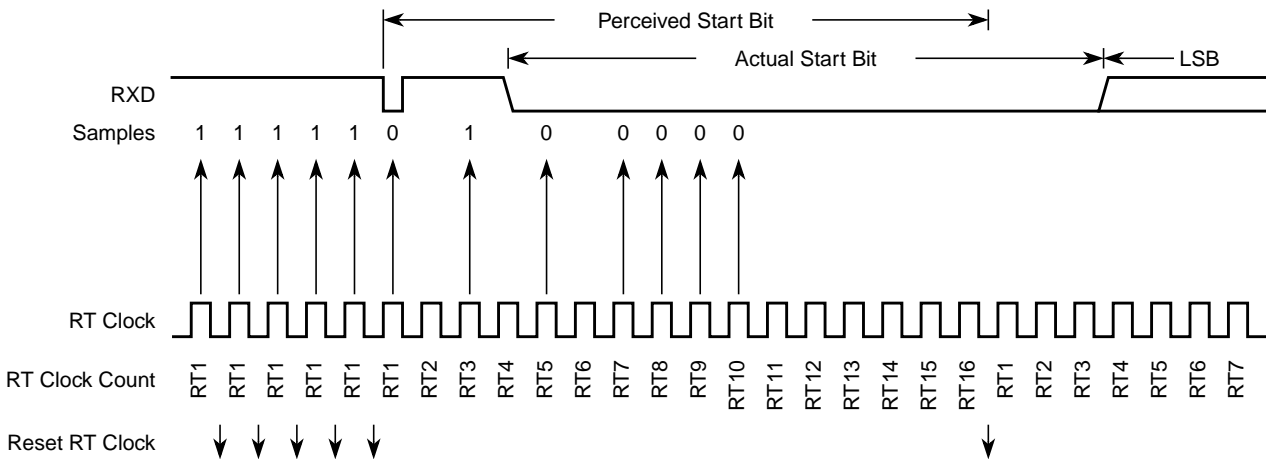 Perceived Start Bit
Actual Start Bit
LSB
RXD
Samples 1 1 1 1 1 0 1 0 0 0 0 0
RT Clock
RT Clock Count RT1 RT1 RT1 RT1 RT1 RT1 RT2 RT3 RT4 RT5 RT6 RT7 RT8 RT9 RT10 RT11 RT12 RT13 RT14 RT15 RT16 RT1 RT2 RT3 RT4 RT5 RT6 RT7
Reset RT Clock